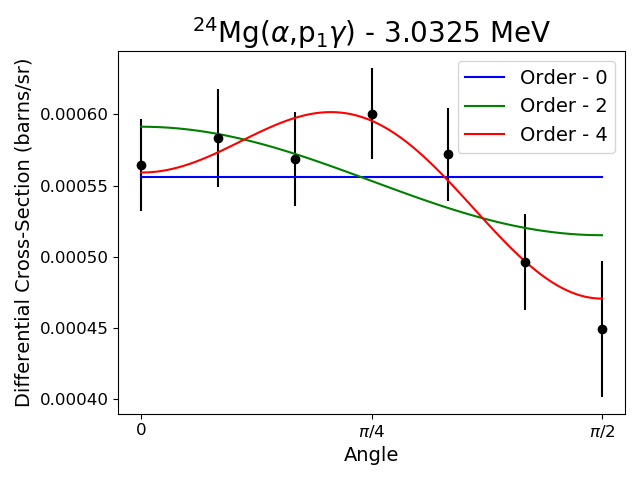 ²⁴Mg(α,p₁γ) - 3.0325 MeV
Differential Cross-Section (barns/sr)
0.00060
0.00055
0.00050
0.00045
0.00040
Order - 0
Order - 2
Order - 4
0
π/4
π/2
Angle